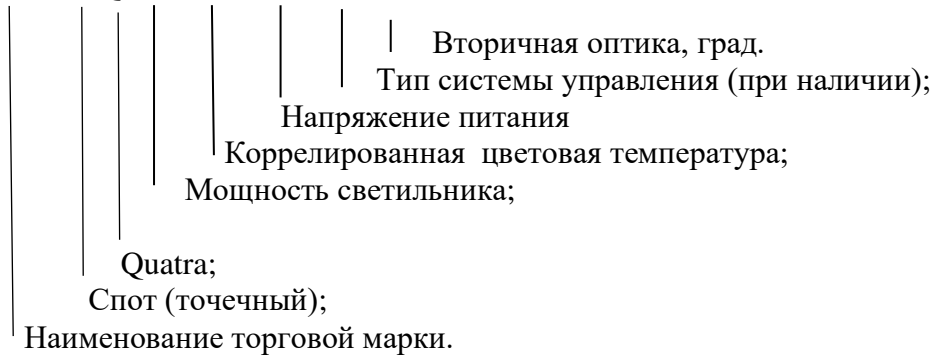 Вторичная оптика, град.
Тип системы управления (при наличии);
Напряжение питания
Коррелированная цветовая температура;
Мощность светильника;
Quatra;
Спот (точечный);
Наименование торговой марки.